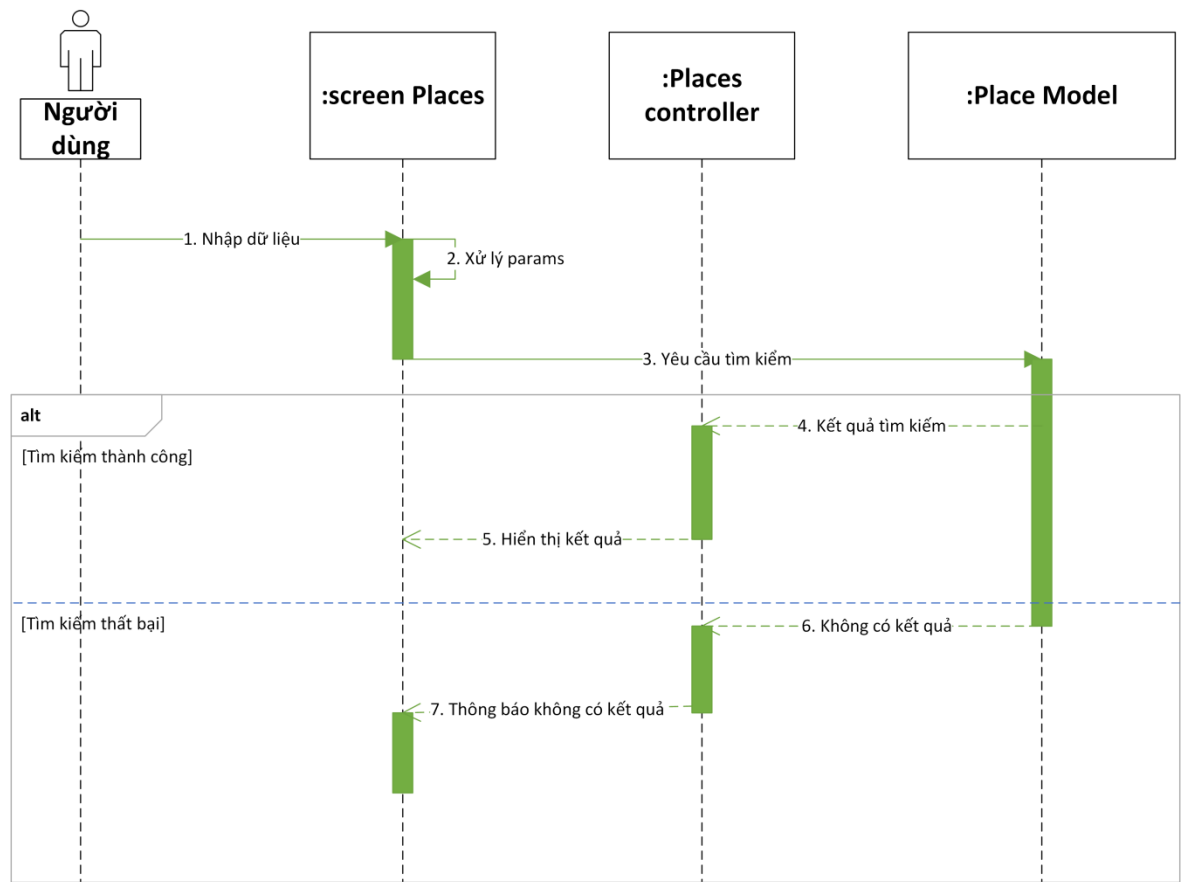 Người
dùng
:screen Places
:Places
controller
:Place Model
1. Nhập dữ liệu
2. Xử lý params
3. Yêu cầu tìm kiểm
alt
4. Kết quả tìm kiếm
[Tìm kiếm thành công]
5. Hiển thị kết quả
[Tìm kiếm thất bại]
6. Không có kết quả
7. Thông báo không có kết quả